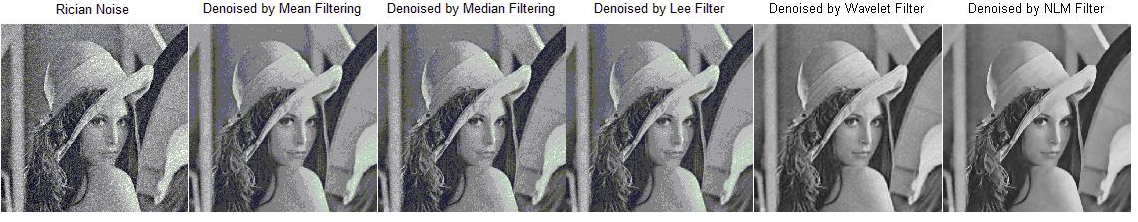 Rician Noise
Denoised by Mean Filtering
Denoised by Median Filtering
Denoised by Lee Filter
Denoised by Wavelet Filter
Denoised by NLM Filter